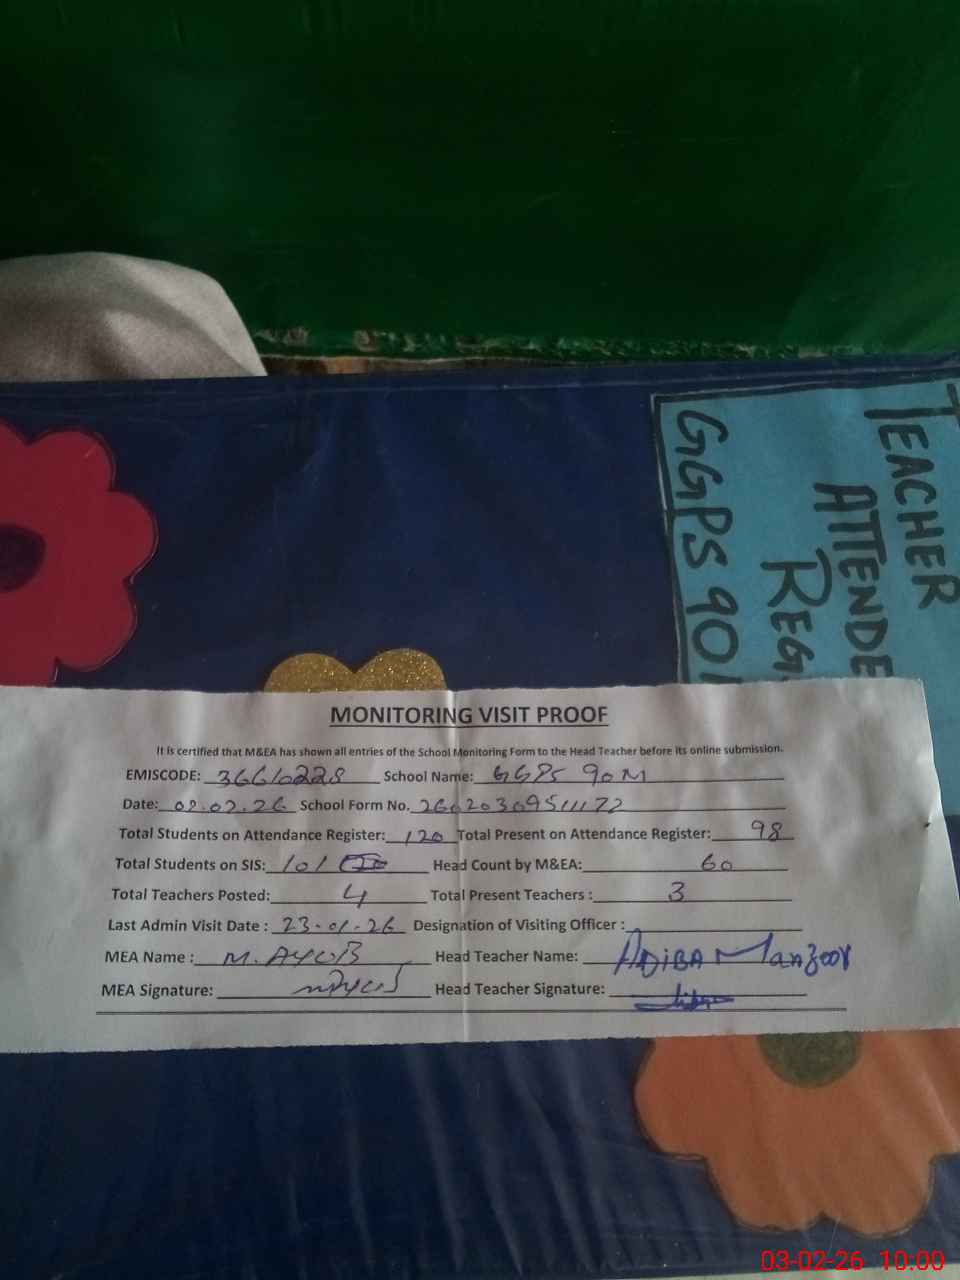 TEACHER
ATTENDE
REG
GGPS 90
MONITORING VISIT PROOF
It is certified that M&EA has shown all entries of the School Monitoring Form to the Head Teacher before its online submission.
EMISCODE: 36610228 School Name: GGPS 90M
Date: 02.02.26 School Form No. 26020309511172
Total Students on Attendance Register: 120 Total Present on Attendance Register: 98
Total Students on SIS: 101 Head Count by M&EA: 60
Total Teachers Posted: 4 Total Present Teachers : 3
Last Admin Visit Date : 23-01-26 Designation of Visiting Officer :
MEA Name : M. AYUB Head Teacher Name: ADiBA Manzoor
MEA Signature: Head Teacher Signature:
03-02-26 10:00